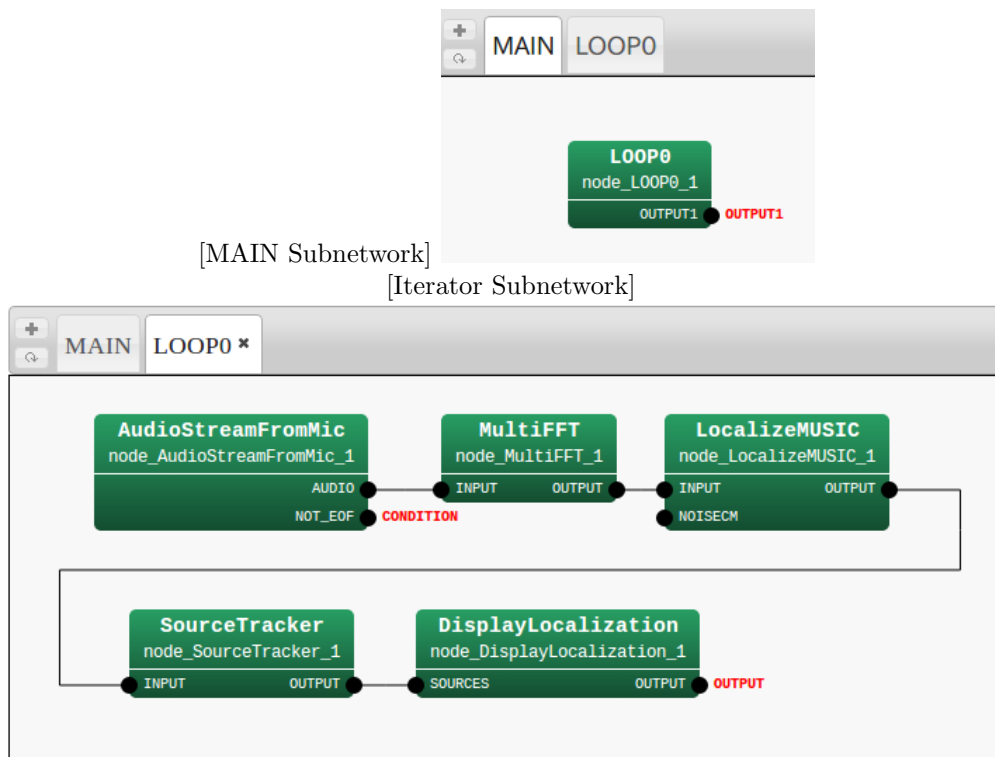 MAIN LOOP0
LOOP0
node_LOOP0_1
OUTPUT1 OUTPUT1
[MAIN Subnetwork]
[Iterator Subnetwork]
MAIN LOOP0 ✖
AudioStreamFromMic MultiFFT LocalizeMUSIC
node_AudioStreamFromMic_1 node_MultiFFT_1 node_LocalizeMUSIC_1
AUDIO INPUT OUTPUT INPUT OUTPUT
NOT_EOF CONDITION NOISECM
SourceTracker DisplayLocalization
node_SourceTracker_1 node_DisplayLocalization_1
INPUT OUTPUT SOURCES OUTPUT OUTPUT